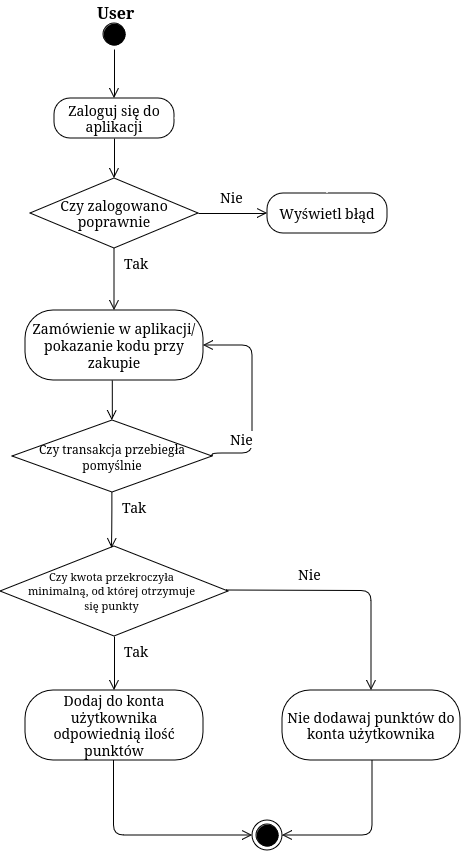 User
Zaloguj się do
aplikacji
Czy zalogowano
poprawnie
Nie
Wyświetl błąd
Tak
Zamówienie w aplikacji/
pokazanie kodu przy
zakupie
Nie
Czy transakcja przebiegła
pomyślnie
Tak
Czy kwota przekroczyła
minimalną, od której otrzymuje
się punkty
Nie
Tak
Dodaj do konta
użytkownika
odpowiednią ilość
punktów
Nie dodawaj punktów do
konta użytkownika